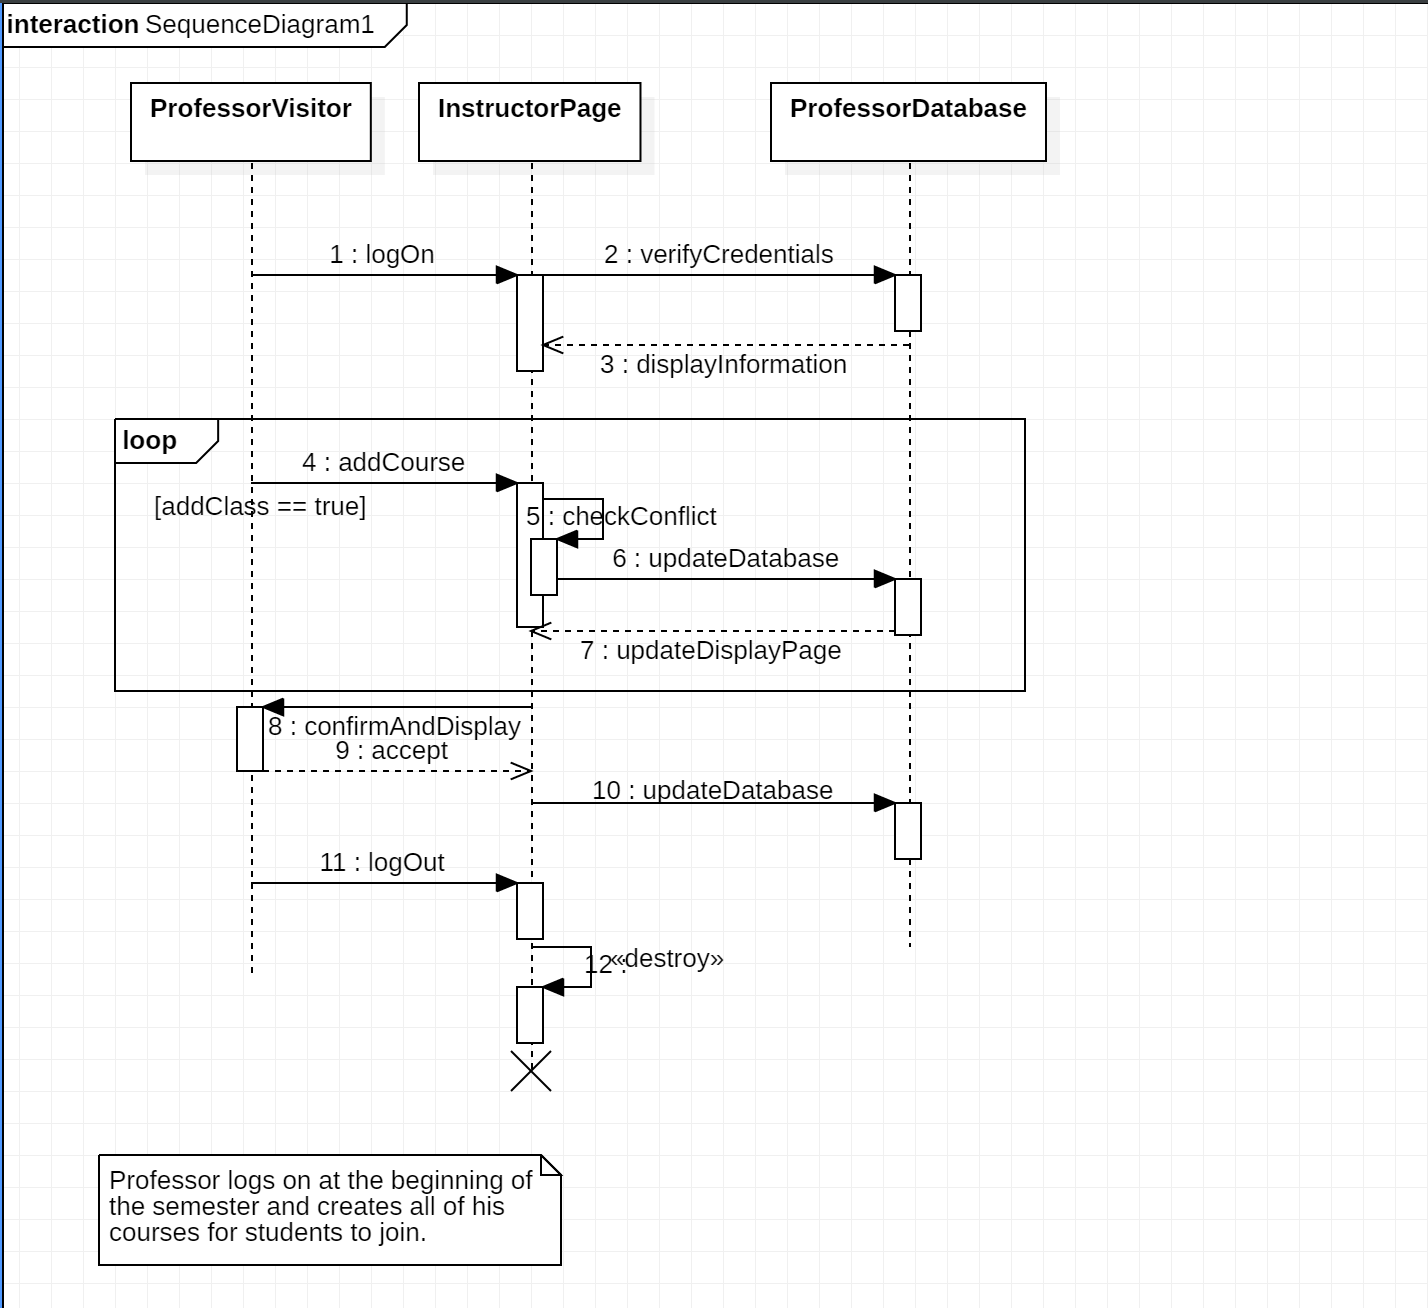 interaction SequenceDiagram1
ProfessorVisitor
InstructorPage
ProfessorDatabase
1 : logOn
2 : verifyCredentials
3 : displayInformation
loop
4 : addCourse
[addClass == true]
5 : checkConflict
6 : updateDatabase
7 : updateDisplayPage
8 : confirmAndDisplay
9 : accept
10 : updateDatabase
11 : logOut
«destroy»
12 :
Professor logs on at the beginning of
the semester and creates all of his
courses for students to join.